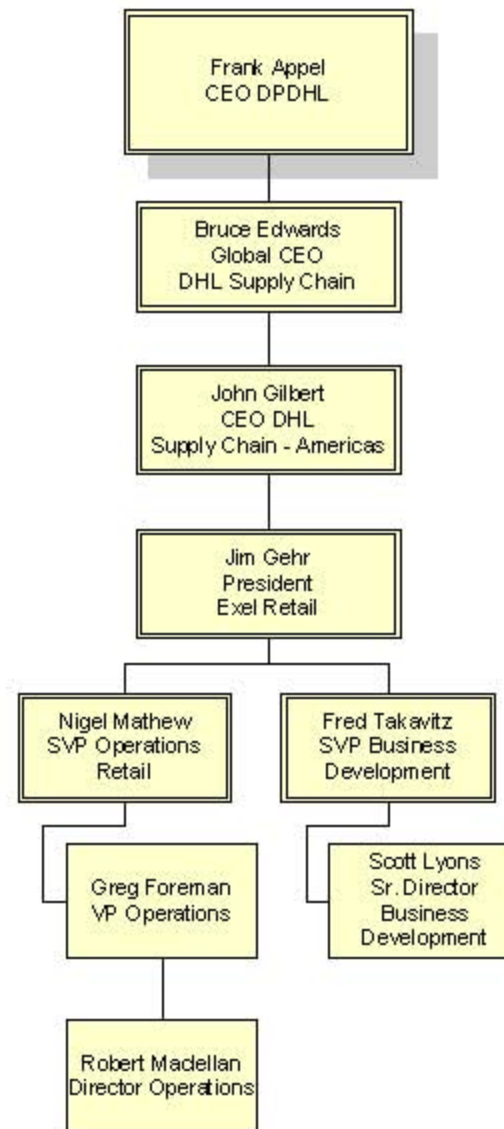 Frank Appel
CEO DPDHL
Bruce Edwards
Global CEO
DHL Supply Chain
John Gilbert
CEO DHL
Supply Chain - Americas
Jim Gehr
President
Exel Retail
Nigel Mathew
SVP Operations
Retail
Fred Takavitz
SVP Business
Development
Greg Foreman
VP Operations
Scott Lyons
Sr. Director
Business
Development
Robert Maclellan
Director Operations